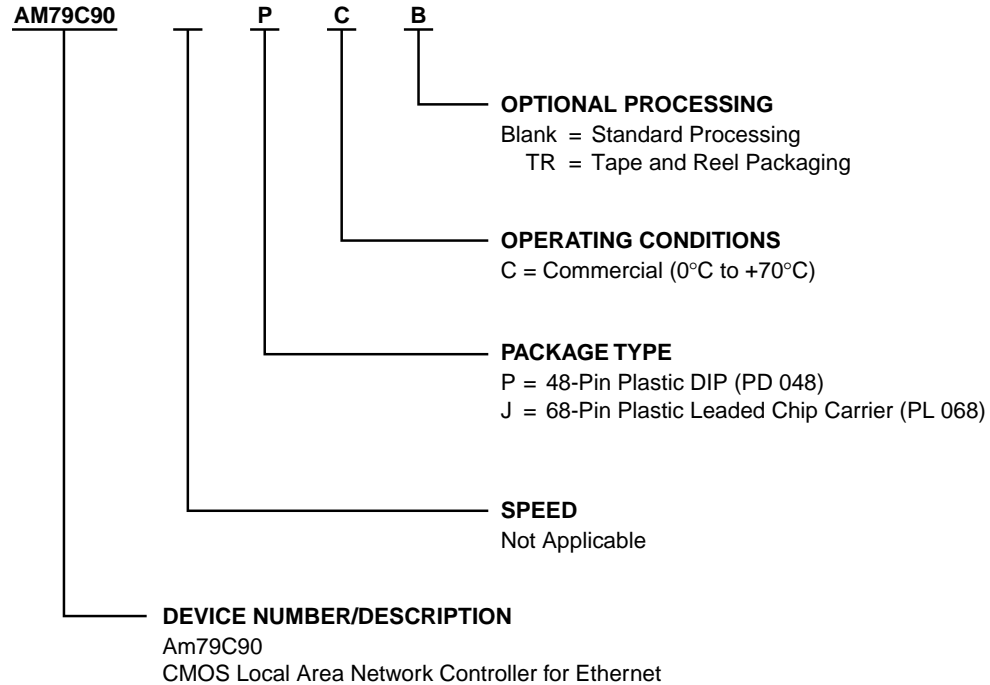 AM79C90 P C B
OPTIONAL PROCESSING
Blank = Standard Processing
TR = Tape and Reel Packaging
OPERATING CONDITIONS
C = Commercial (0°C to +70°C)
PACKAGE TYPE
P = 48-Pin Plastic DIP (PD 048)
J = 68-Pin Plastic Leaded Chip Carrier (PL 068)
SPEED
Not Applicable
DEVICE NUMBER/DESCRIPTION
Am79C90
CMOS Local Area Network Controller for Ethernet